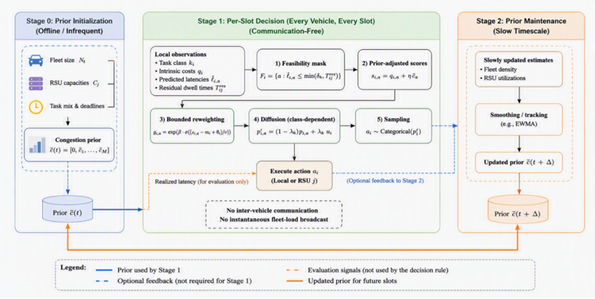 Stage 0: Prior Initialization
(Offline / Infrequent)
Fleet size N_t
RSU capacities C_j
Task mix & deadlines
Congestion prior
Prior c̃(t)
Stage 1: Per-Slot Decision (Every Vehicle, Every Slot)
(Communication-Free)
Local observations
• Task class k_i
• Intrinsic costs q_i
• Predicted latencies
• Residual dwell times
1) Feasibility mask
2) Prior-adjusted scores
3) Bounded reweighting
4) Diffusion (class-dependent)
5) Sampling
Realized latency (for evaluation only)
Execute action a_i
(Local or RSU j)
(Optional feedback to Stage 2)
No inter-vehicle communication
No instantaneous fleet-load broadcast
Stage 2: Prior Maintenance
(Slow Timescale)
Slowly updated estimates
• Fleet density
• RSU utilizations
Smoothing / tracking
(e.g., EWMA)
Updated prior c̃(t + Δ)
Prior c̃(t + Δ)
Legend:
Prior used by Stage 1
Evaluation signals (not used by the decision rule)
Optional feedback (not required for Stage 1)
Updated prior for future slots